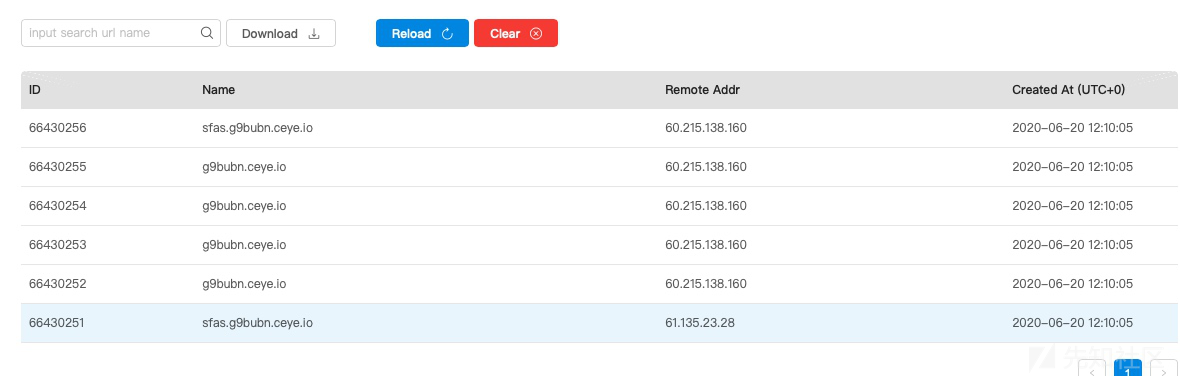 input search url name Download Reload Clear
ID Name Remote Addr Created At (UTC+0)
66430256 sfas.g9bubn.ceye.io 60.215.138.160 2020-06-20 12:10:05
66430255 g9bubn.ceye.io 60.215.138.160 2020-06-20 12:10:05
66430254 g9bubn.ceye.io 60.215.138.160 2020-06-20 12:10:05
66430253 g9bubn.ceye.io 60.215.138.160 2020-06-20 12:10:05
66430252 g9bubn.ceye.io 60.215.138.160 2020-06-20 12:10:05
66430251 sfas.g9bubn.ceye.io 61.135.23.28 2020-06-20 12:10:05
先知社区
< 1 >